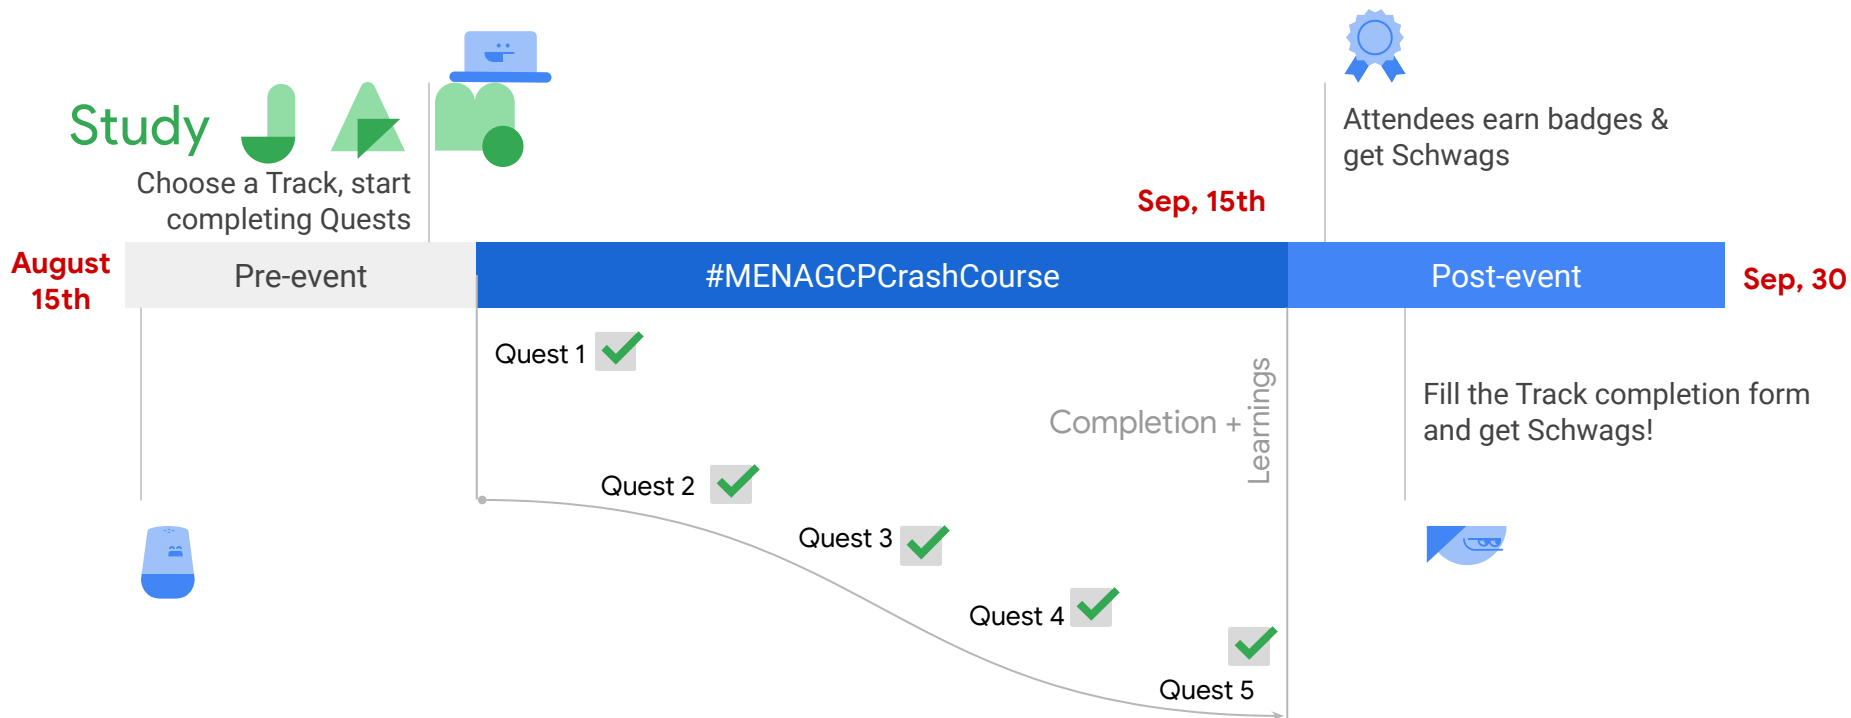 Study JAM
Choose a Track, start
completing Quests
Attendees earn badges &
get Schwags
Sep, 15th
August
15th
Pre-event
#MENAGCPCrashCourse
Post-event
Sep, 30
Quest 1
Completion +
Learnings
Fill the Track completion form
and get Schwags!
Quest 2
Quest 3
Quest 4
Quest 5